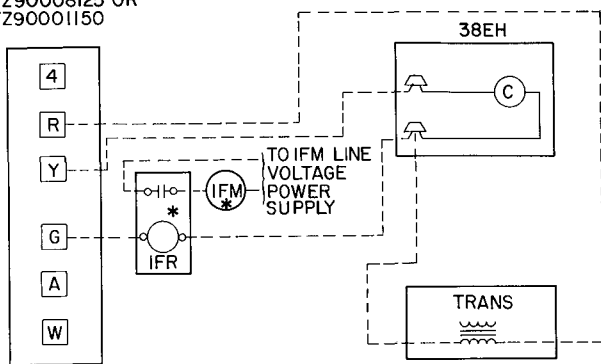 Z90008125 OR
Z90001150
38EH
4
R
C
Y
TO IFM LINE
VOLTAGE
POWER
SUPPLY
IFM
*
*
G
IFR
A
TRANS
W